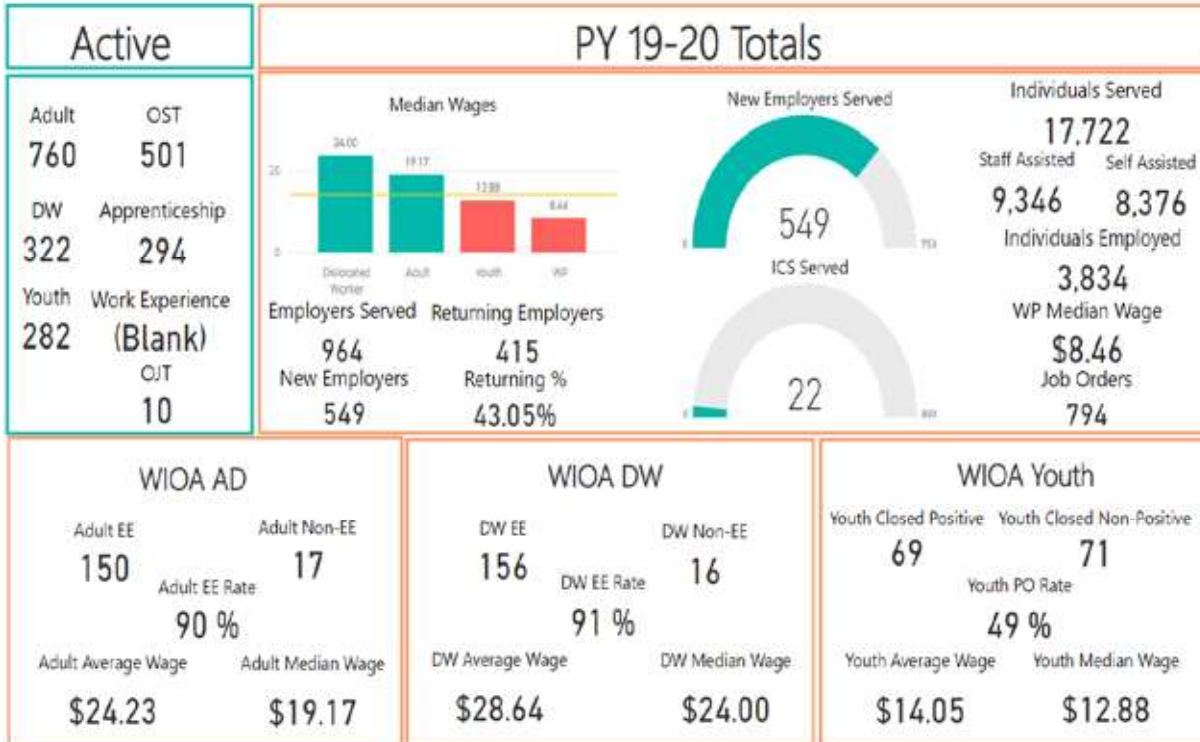 Active
PY 19-20 Totals
Adult OST
760 501
DW Apprenticeship
322 294
Youth Work Experience
282 (Blank)
OJT
10
Median Wages
24.00
19.17
12.88
20
0
Dislocated Worker Adult Youth WP
Employers Served Returning Employers
964 415
New Employers Returning %
549 43.05%
New Employers Served
549
0
ICS Served
22
0
Individuals Served
17,722
Staff Assisted Self Assisted
9,346 8,376
Individuals Employed
3,834
WP Median Wage
$8.46
Job Orders
794
WIOA AD
Adult EE Adult Non-EE
150 17
Adult EE Rate
90 %
Adult Average Wage Adult Median Wage
$24.23 $19.17
WIOA DW
DW EE DW Non-EE
156 16
DW EE Rate
91 %
DW Average Wage DW Median Wage
$28.64 $24.00
WIOA Youth
Youth Closed Positive Youth Closed Non-Positive
69 71
Youth PO Rate
49 %
Youth Average Wage Youth Median Wage
$14.05 $12.88